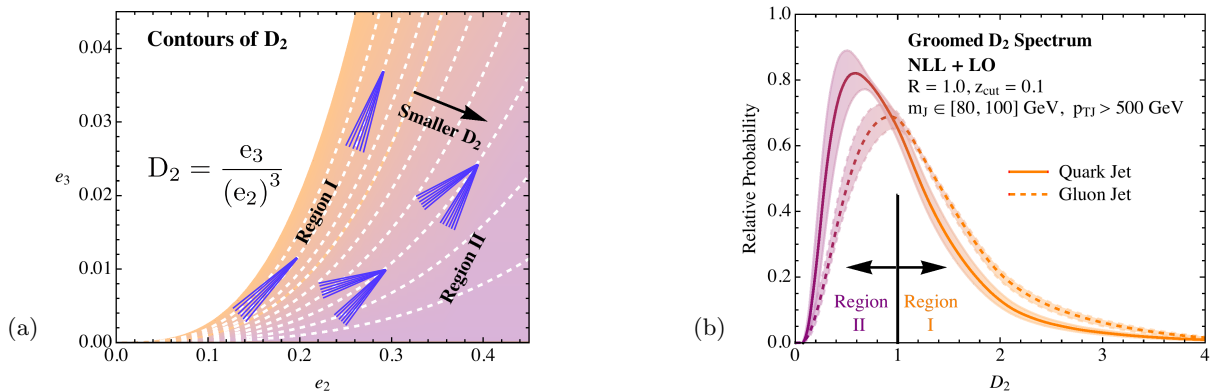 Contours of D₂
Smaller D₂
D₂ = e₃ / (e₂)³
Region I
Region II
e₃
0.04
0.03
0.02
0.01
0.00
0.0 0.1 0.2 0.3 0.4
e₂
(a)
Groomed D₂ Spectrum
NLL + LO
R = 1.0, z_cut = 0.1
m_J ∈ [80, 100] GeV, p_TJ > 500 GeV
Quark Jet
Gluon Jet
Region II
Region I
Relative Probability
1.0
0.8
0.6
0.4
0.2
0.0
0 1 2 3 4
D₂
(b)